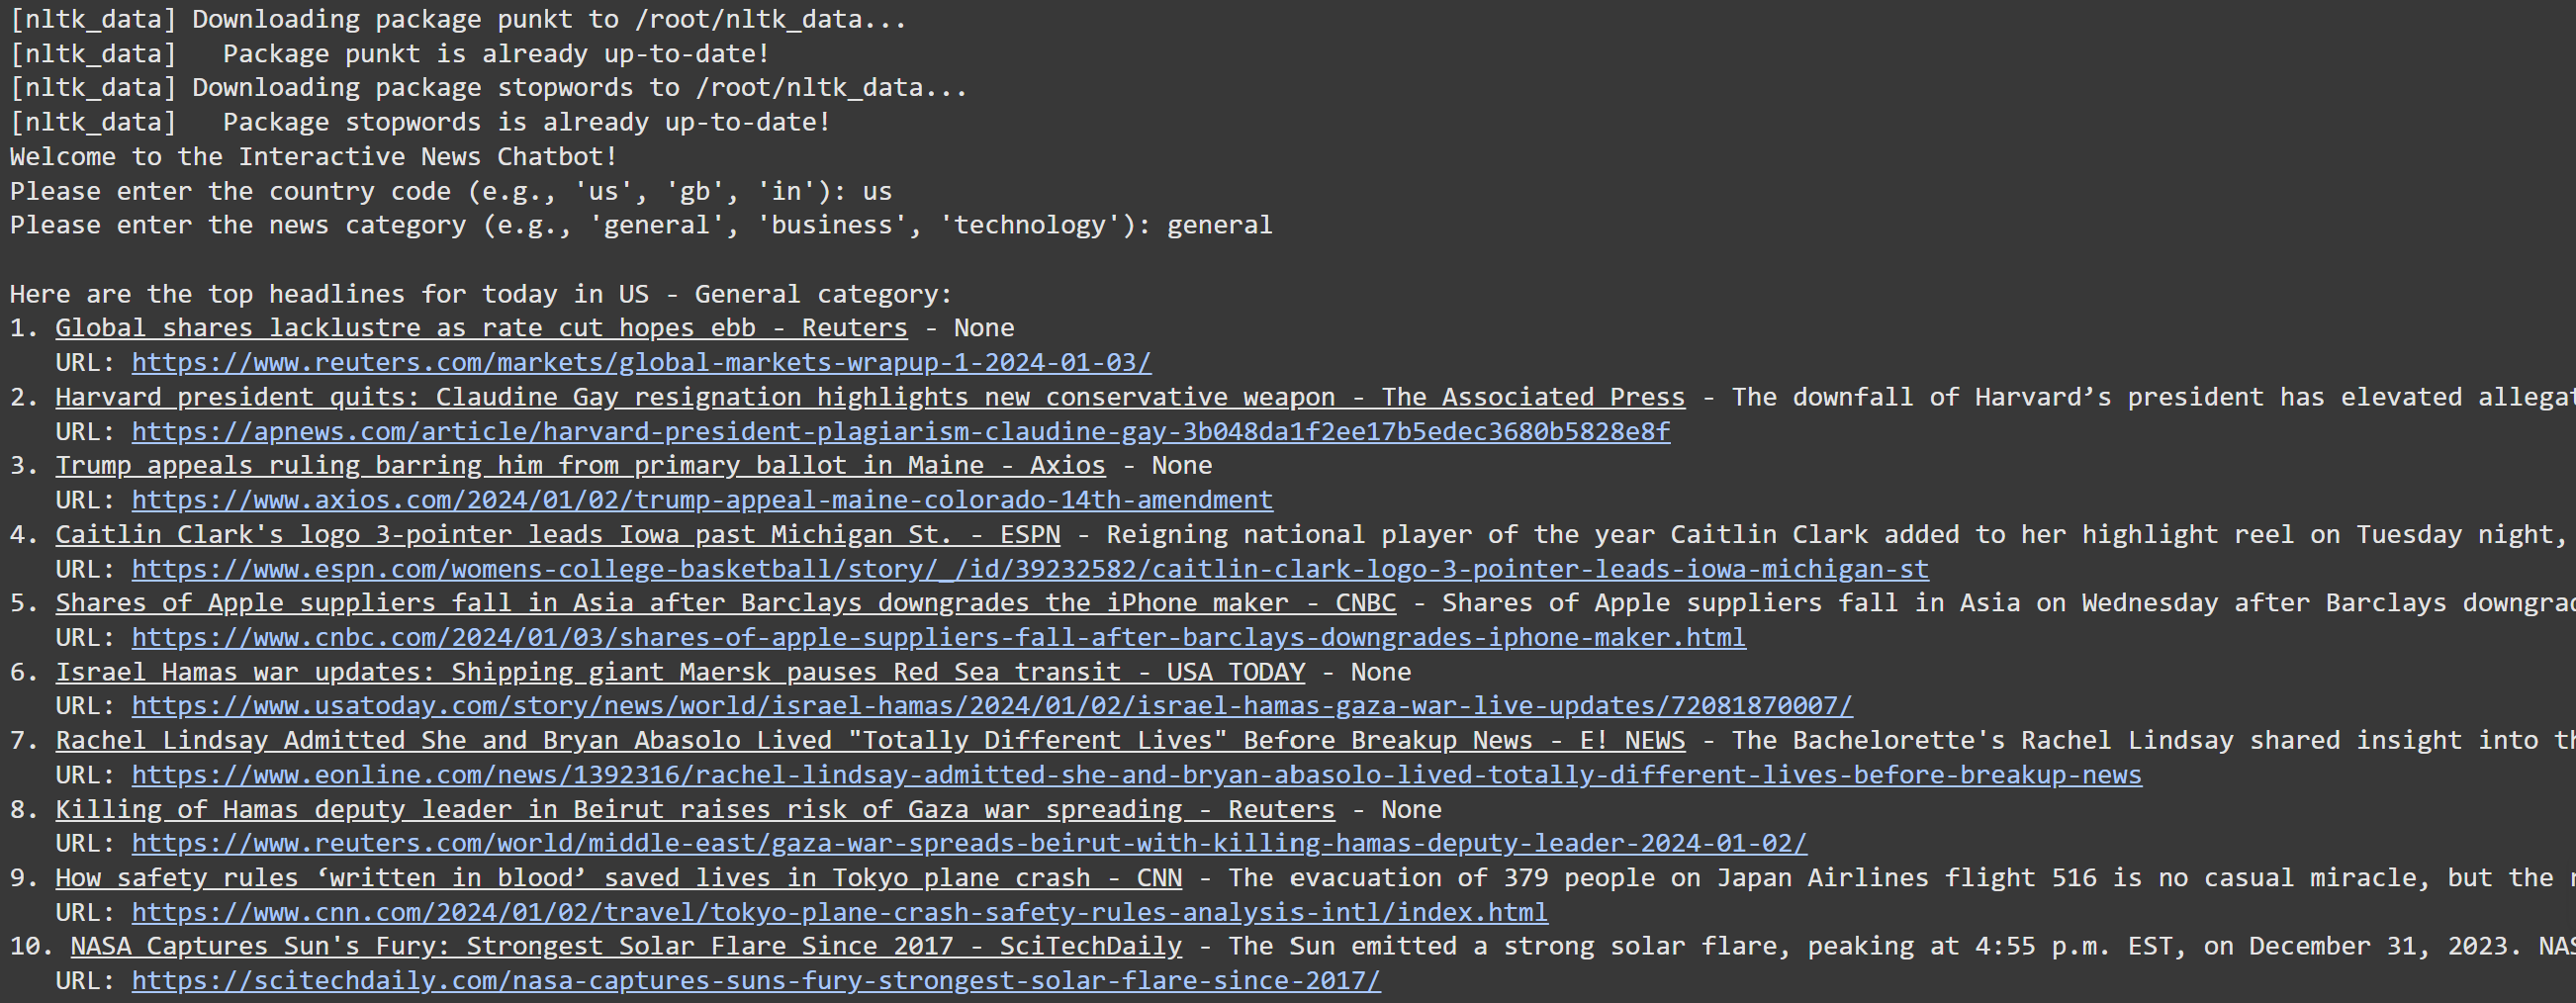 [nltk_data] Downloading package punkt to /root/nltk_data...
[nltk_data]   Package punkt is already up-to-date!
[nltk_data] Downloading package stopwords to /root/nltk_data...
[nltk_data]   Package stopwords is already up-to-date!
Welcome to the Interactive News Chatbot!
Please enter the country code (e.g., 'us', 'gb', 'in'): us
Please enter the news category (e.g., 'general', 'business', 'technology'): general
Here are the top headlines for today in US - General category:
1. Global shares lacklustre as rate cut hopes ebb - Reuters - None
URL: https://www.reuters.com/markets/global-markets-wrapup-1-2024-01-03/
2. Harvard president quits: Claudine Gay resignation highlights new conservative weapon - The Associated Press - The downfall of Harvard’s president has elevated
URL: https://apnews.com/article/harvard-president-plagiarism-claudine-gay-3b048da1f2ee17b5edec3680b5828e8f
3. Trump appeals ruling barring him from primary ballot in Maine - Axios - None
URL: https://www.axios.com/2024/01/02/trump-appeal-maine-colorado-14th-amendment
4. Caitlin Clark's logo 3-pointer leads Iowa past Michigan St. - ESPN - Reigning national player of the year Caitlin Clark added to her highlight reel on Tuesday night,
URL: https://www.espn.com/womens-college-basketball/story/_/id/39232582/caitlin-clark-logo-3-pointer-leads-iowa-michigan-st
5. Shares of Apple suppliers fall in Asia after Barclays downgrades the iPhone maker - CNBC - Shares of Apple suppliers fall in Asia on Wednesday after Barclays
URL: https://www.cnbc.com/2024/01/03/shares-of-apple-suppliers-fall-after-barclays-downgrades-iphone-maker.html
6. Israel Hamas war updates: Shipping giant Maersk pauses Red Sea transit - USA TODAY - None
URL: https://www.usatoday.com/story/news/world/israel-hamas/2024/01/02/israel-hamas-gaza-war-live-updates/72081870007/
7. Rachel Lindsay Admitted She and Bryan Abasolo Lived "Totally Different Lives" Before Breakup News - E! NEWS - The Bachelorette's Rachel Lindsay shared insight into
URL: https://www.eonline.com/news/1392316/rachel-lindsay-admitted-she-and-bryan-abasolo-lived-totally-different-lives-before-breakup-news
8. Killing of Hamas deputy leader in Beirut raises risk of Gaza war spreading - Reuters - None
URL: https://www.reuters.com/world/middle-east/gaza-war-spreads-beirut-with-killing-hamas-deputy-leader-2024-01-02/
9. How safety rules ‘written in blood’ saved lives in Tokyo plane crash - CNN - The evacuation of 379 people on Japan Airlines flight 516 is no casual miracle, but the
URL: https://www.cnn.com/2024/01/02/travel/tokyo-plane-crash-safety-rules-analysis-intl/index.html
10. NASA Captures Sun's Fury: Strongest Solar Flare Since 2017 - SciTechDaily - The Sun emitted a strong solar flare, peaking at 4:55 p.m. EST, on December 31, 2023.
URL: https://scitechdaily.com/nasa-captures-suns-fury-strongest-solar-flare-since-2017/